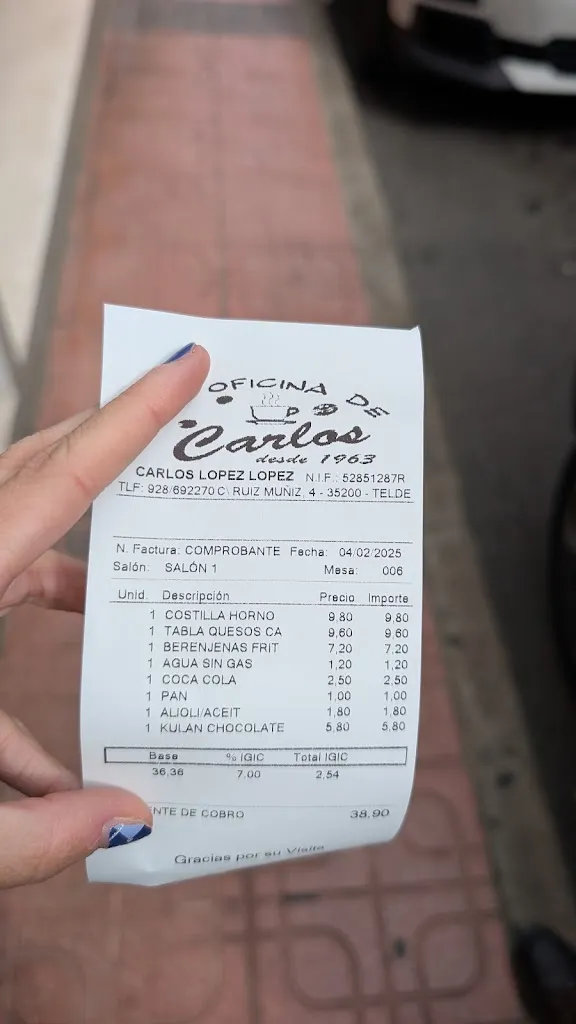 OFICINA DE
Carlos
desde 1963
CARLOS LOPEZ LOPEZ N.I.F.: 52851287R
TLF: 928/692270 C\ RUIZ MUÑIZ, 4 - 35200 - TELDE
N. Factura: COMPROBANTE Fecha: 04/02/2025
Salón: SALÓN 1 Mesa: 006
Unid. Descripción Precio Importe
1 COSTILLA HORNO 9,80 9,80
1 TABLA QUESOS CA 9,60 9,60
1 BERENJENAS FRIT 7,20 7,20
1 AGUA SIN GAS 1,20 1,20
1 COCA COLA 2,50 2,50
1 PAN 1,00 1,00
1 ALIOLI/ACEIT 1,80 1,80
1 KULAN CHOCOLATE 5,80 5,80
Base % IGIC Total IGIC
36,36 7,00 2,54
NTE DE COBRO 38,90
Gracias por su Visita